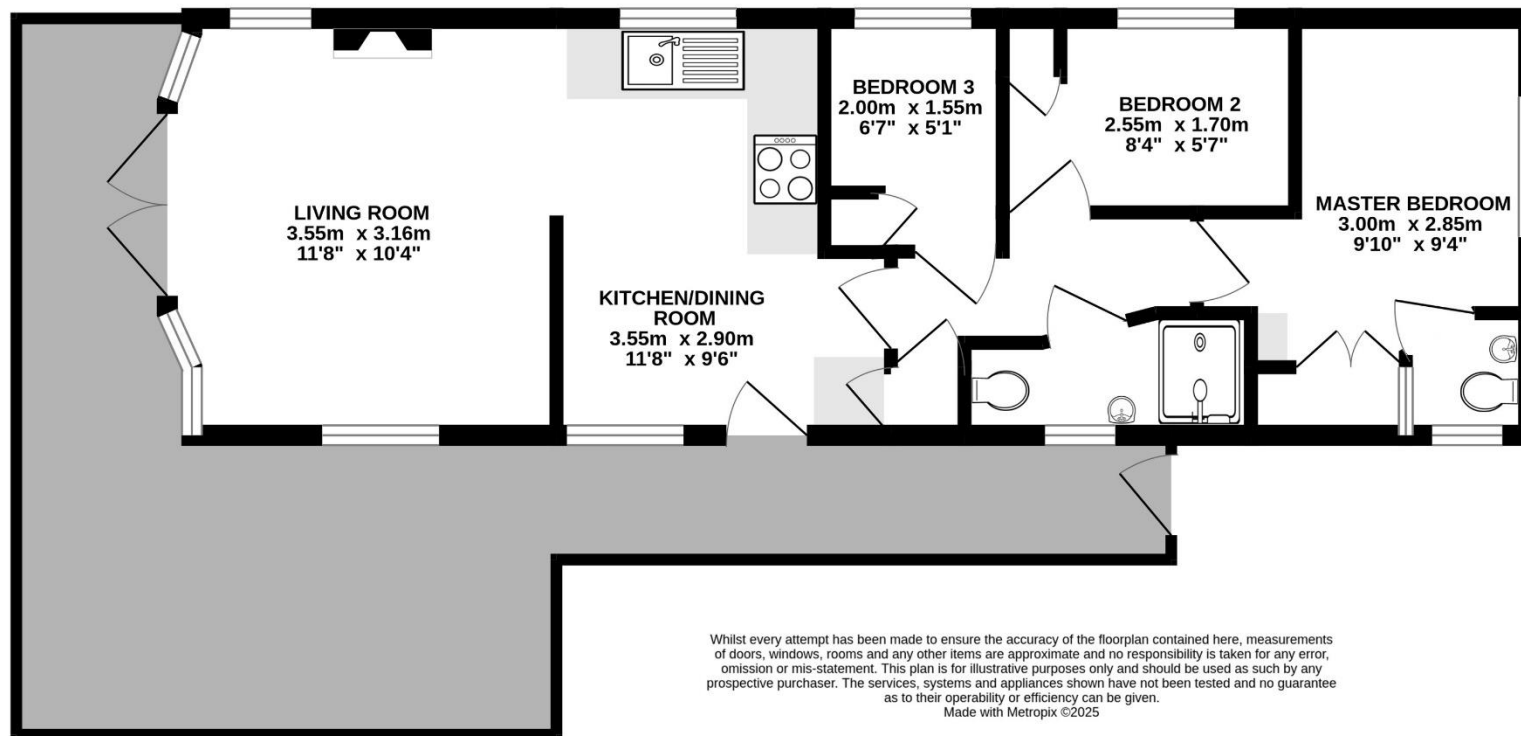 BEDROOM 3
2.00m x 1.55m
6'7" x 5'1"
BEDROOM 2
2.55m x 1.70m
8'4" x 5'7"
MASTER BEDROOM
3.00m x 2.85m
9'10" x 9'4"
LIVING ROOM
3.55m x 3.16m
11'8" x 10'4"
KITCHEN/DINING
ROOM
3.55m x 2.90m
11'8" x 9'6"
Whilst every attempt has been made to ensure the accuracy of the floorplan contained here, measurements
of doors, windows, rooms and any other items are approximate and no responsibility is taken for any error,
omission or mis-statement. This plan is for illustrative purposes only and should be used as such by any
prospective purchaser. The services, systems and appliances shown have not been tested and no guarantee
as to their operability or efficiency can be given.
Made with Metropix ©2025